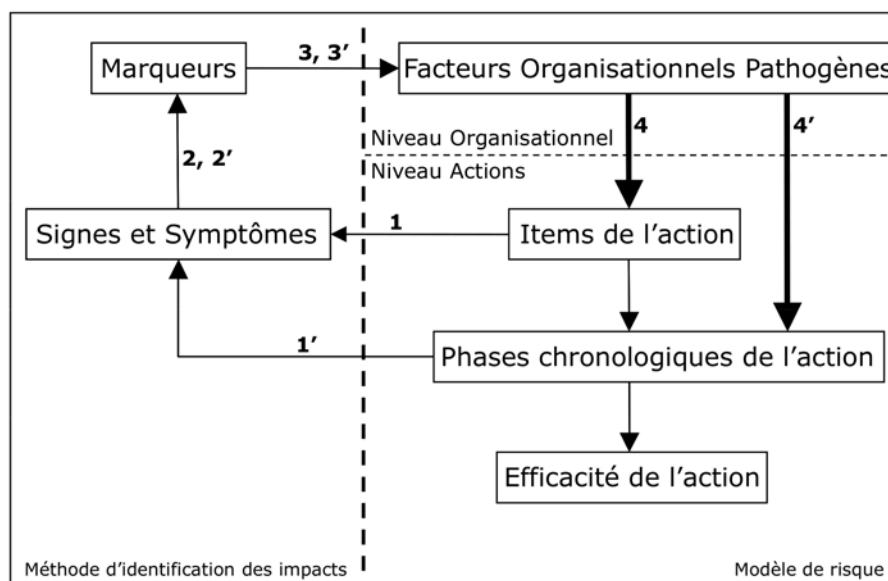 3, 3’
Marqueurs
Facteurs Organisationnels Pathogènes
4
4’
Niveau Organisationnel
2, 2’
Niveau Actions
1
Signes et Symptômes
Items de l’action
1’
Phases chronologiques de l’action
Efficacité de l’action
Méthode d’identification des impacts
Modèle de risque